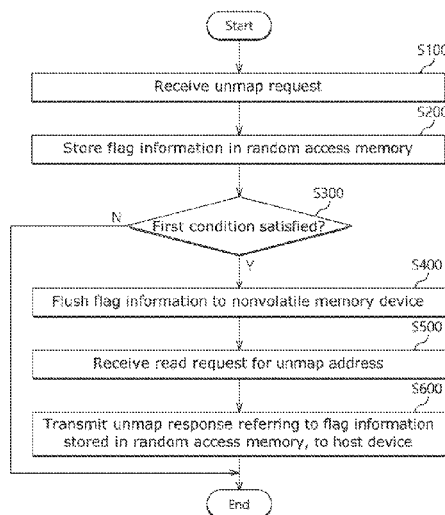 Start
S100
Receive unmap request
S200
Store flag information in random access memory
S300
First condition satisfied?
N
Y
S400
Flush flag information to nonvolatile memory device
S500
Receive read request for unmap address
S600
Transmit unmap response referring to flag information
stored in random access memory, to host device
End